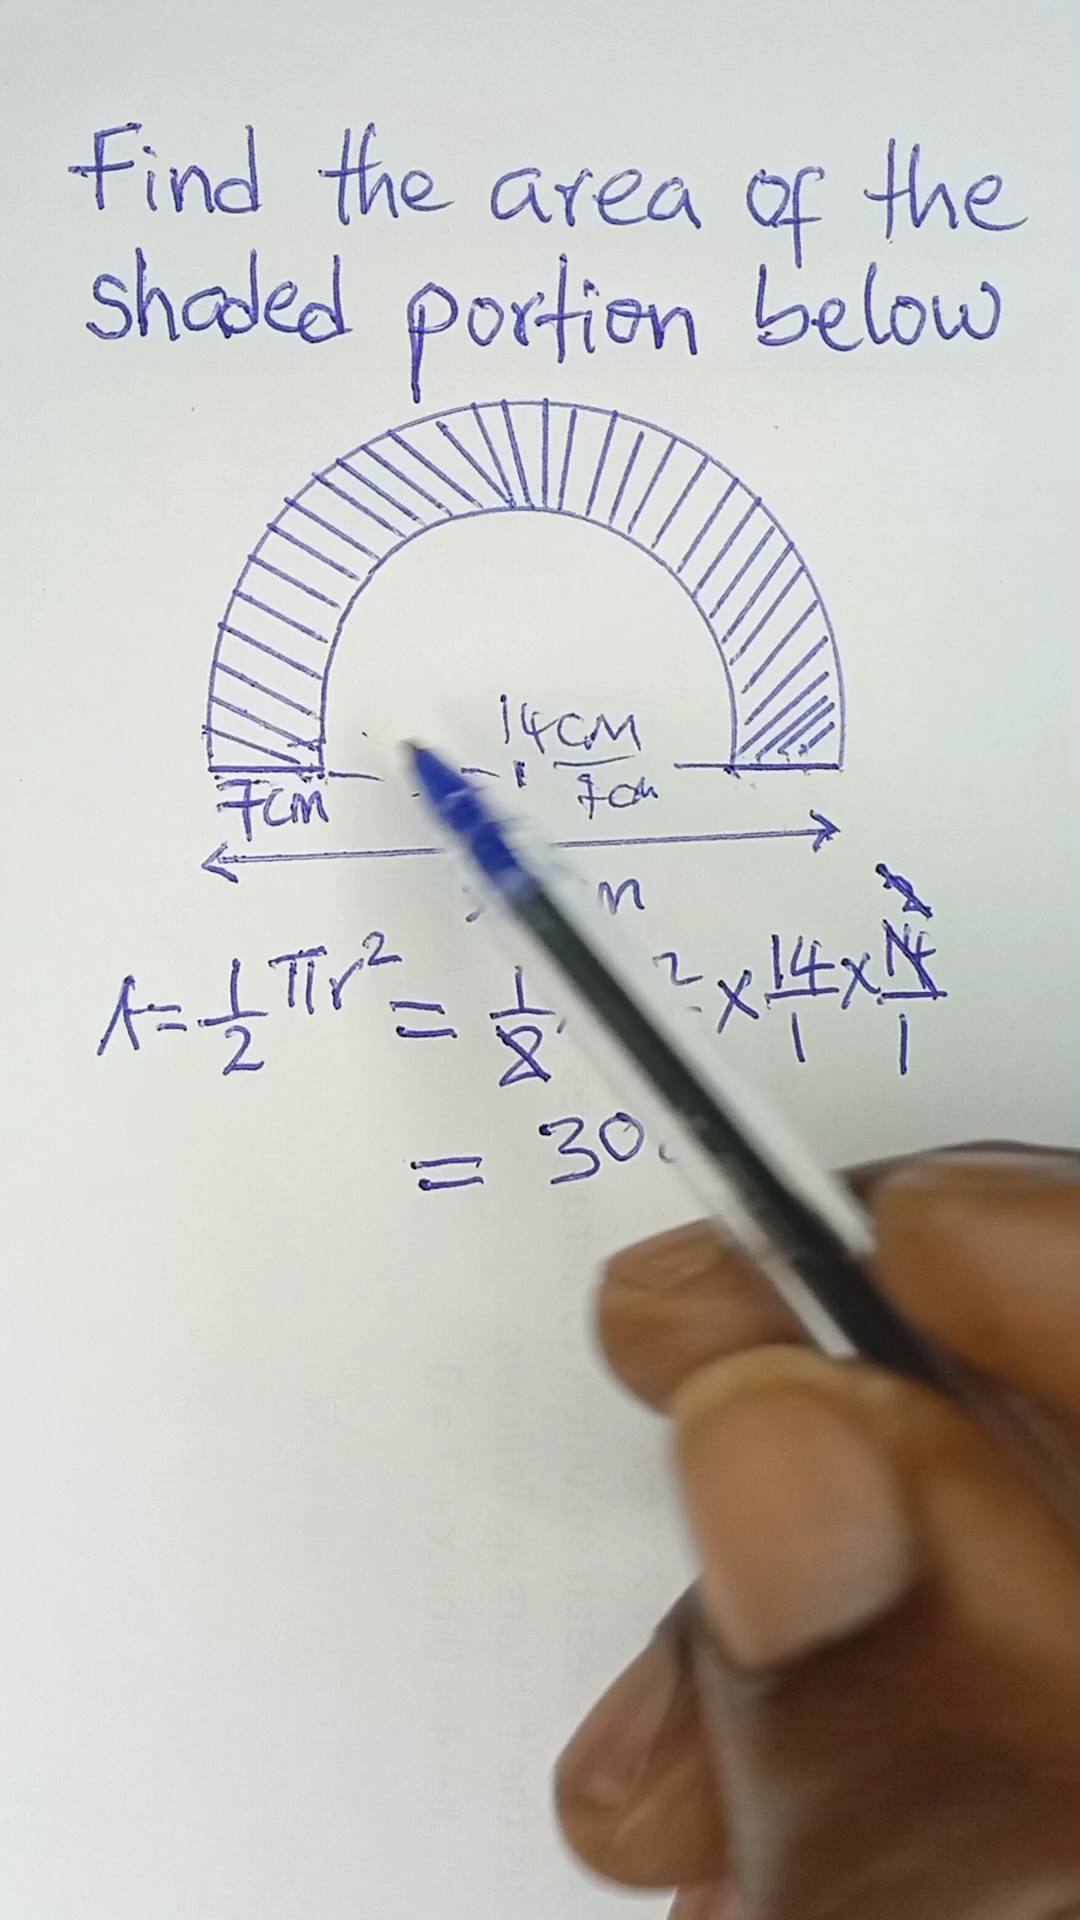 Find the area of the
shaded portion below
14cm
7cm
7cm
A = 1/2 πr² = 1/2 × 14/1 × 14/1
= 30